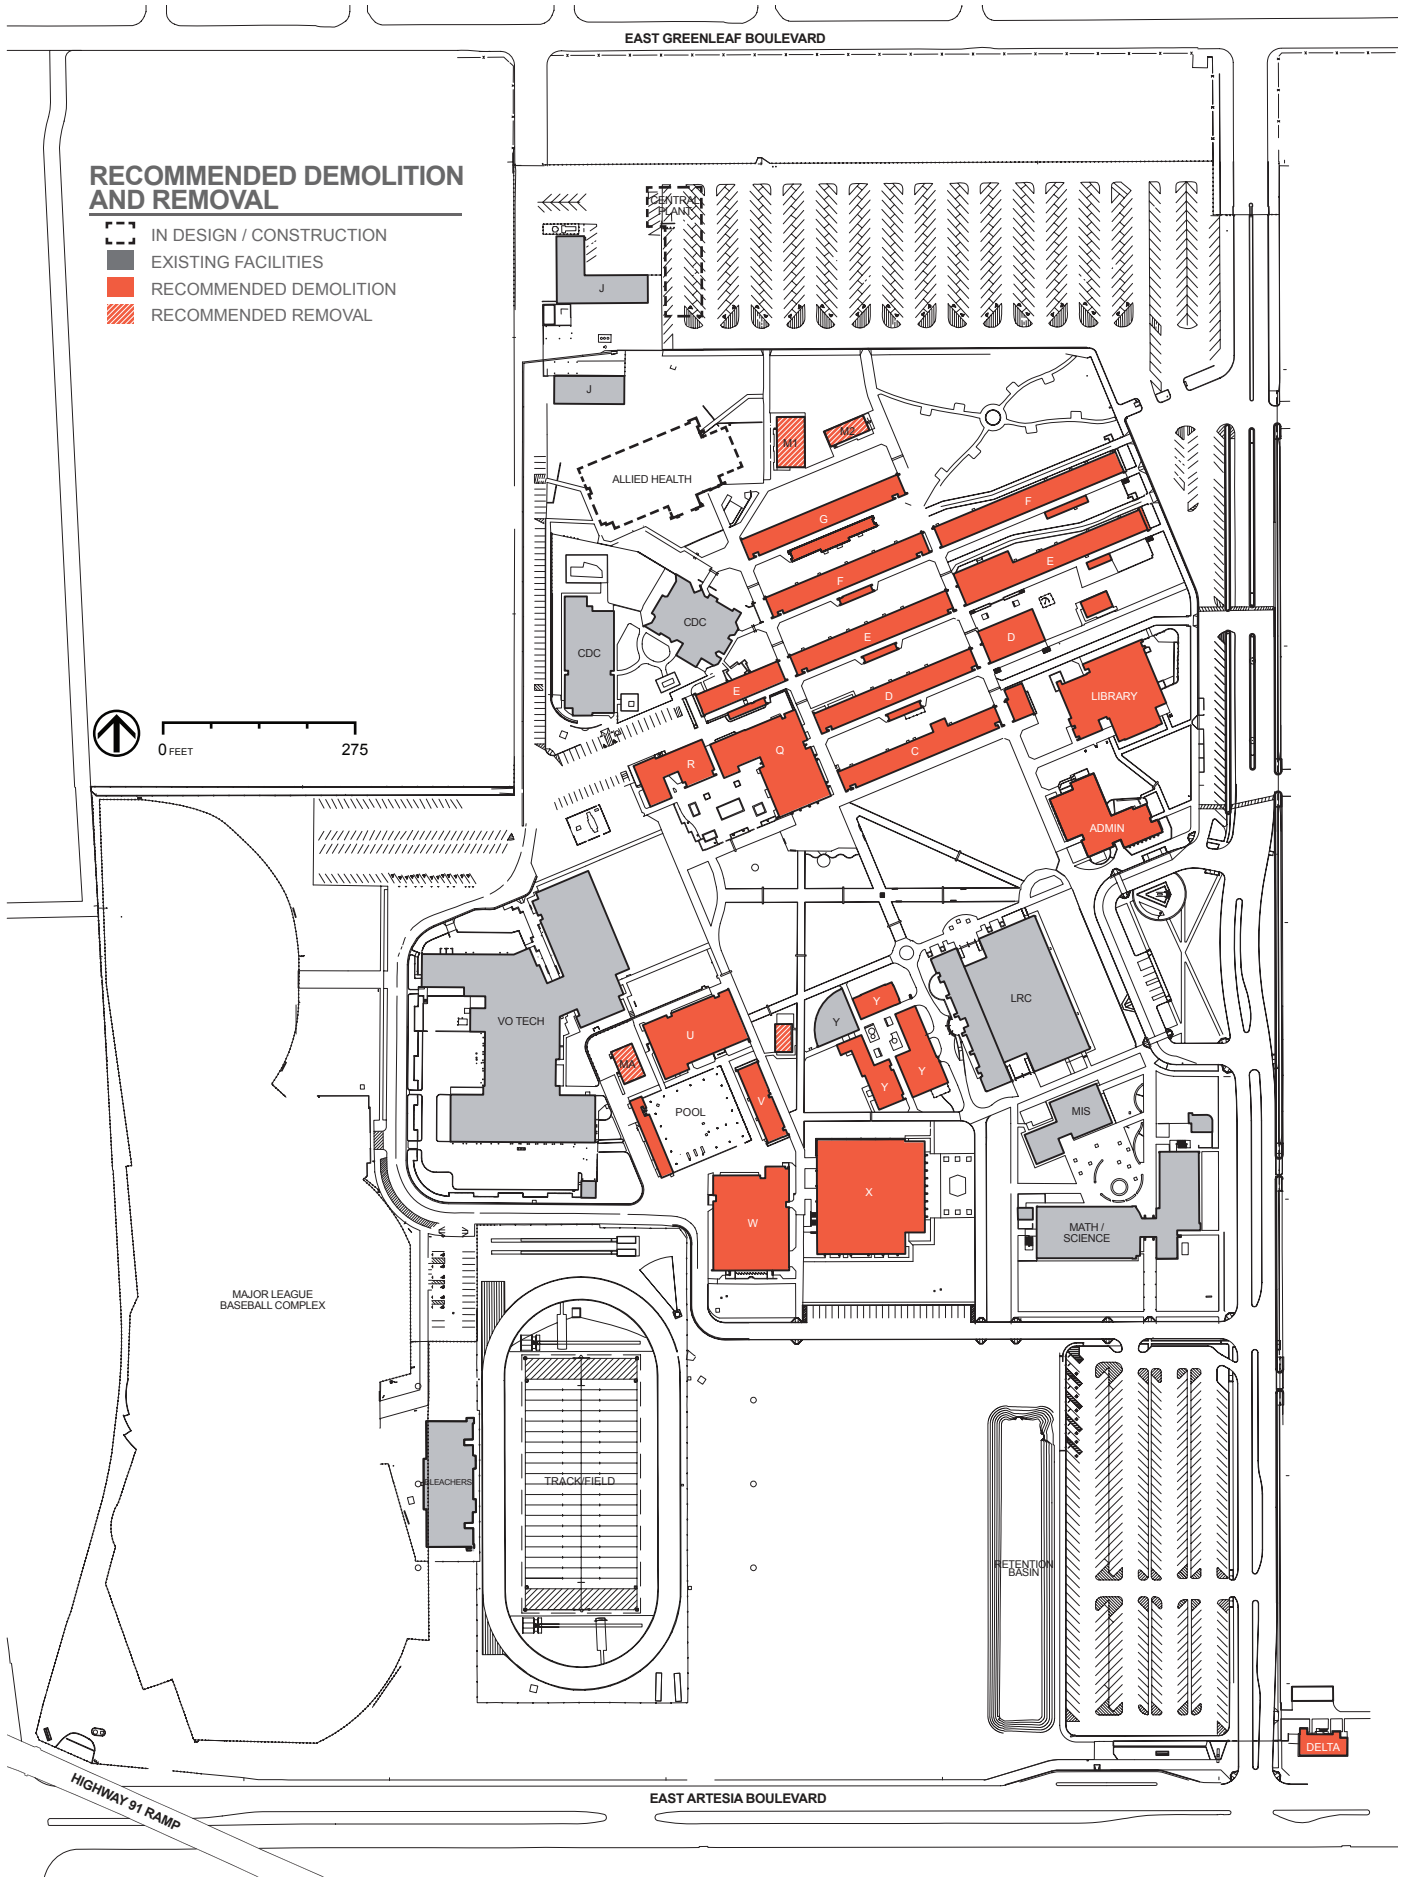 EAST GREENLEAF BOULEVARD
RECOMMENDED DEMOLITION
AND REMOVAL
IN DESIGN / CONSTRUCTION
EXISTING FACILITIES
RECOMMENDED DEMOLITION
RECOMMENDED REMOVAL
CENTRAL
PLANT
J
J
M1
M2
ALLIED HEALTH
G
F
F
E
CDC
CDC
E
D
E
D
LIBRARY
0 FEET
275
R
Q
C
ADMIN
VO TECH
LRC
Y
Y
Y
Y
U
MA
V
POOL
MIS
X
W
MATH /
SCIENCE
MAJOR LEAGUE
BASEBALL COMPLEX
BLEACHERS
TRACK/FIELD
RETENTION
BASIN
DELTA
HIGHWAY 91 RAMP
EAST ARTESIA BOULEVARD